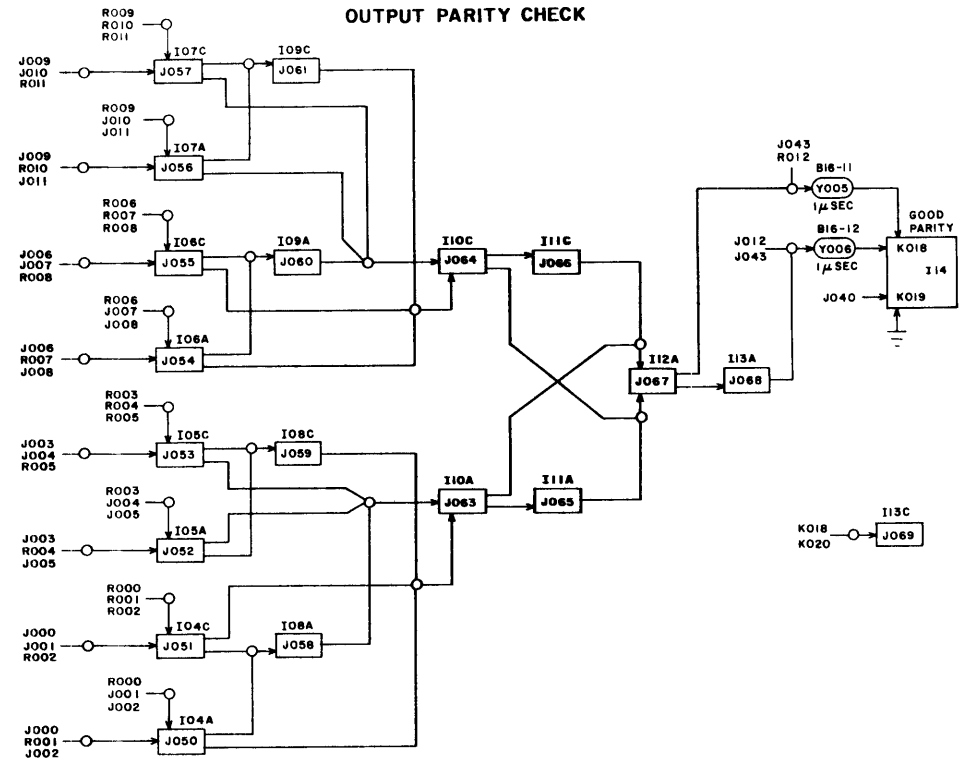 OUTPUT PARITY CHECK
R009
R010
R011
J009
J010
R011
I07C
J057
I09C
J061
R009
J010
J011
J009
R010
J011
I07A
J056
R006
R007
R008
J006
J007
R008
I06C
J055
I09A
J060
R006
J007
J008
J006
R007
J008
I06A
J054
I10C
J064
I11C
J066
J043
R012
B16-11
Y005
1μ SEC
J012
J043
B16-12
Y006
1μ SEC
GOOD
PARITY
K018
I14
J040
K019
I12A
J067
I13A
J068
R003
R004
R005
J003
J004
R005
I05C
J053
I08C
J059
R003
J004
J005
J003
R004
J005
I05A
J052
I10A
J063
I11A
J065
K018
K020
I13C
J069
R000
R001
R002
J000
J001
R002
I04C
J051
I08A
J058
R000
J001
J002
J000
R001
J002
I04A
J050